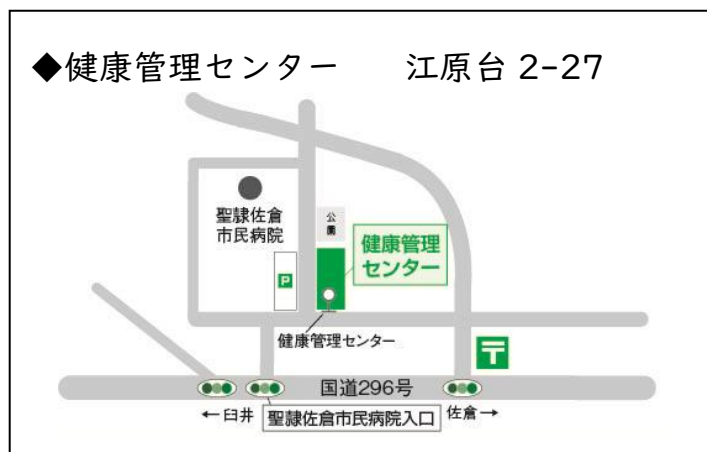 ◆健康管理センター 江原台 2-27
聖隷佐倉
市民病院
公
園
健康管理
センター
P
健康管理センター
〒
国道296号
←臼井
聖隷佐倉市民病院入口
佐倉→